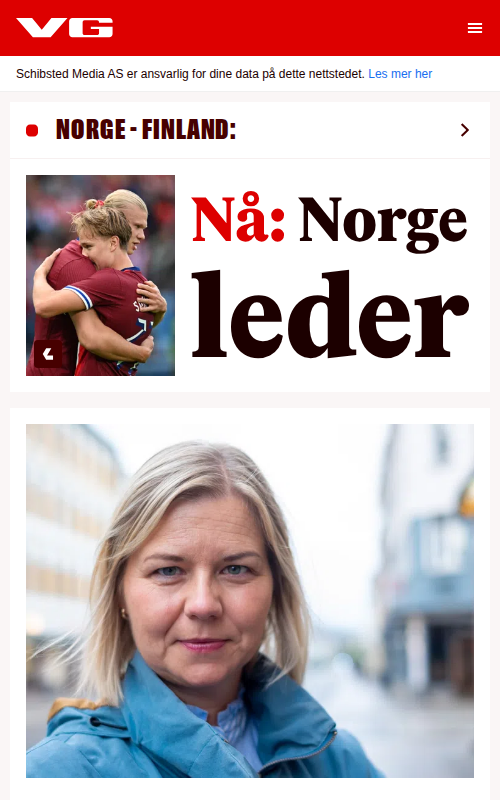 VG
Schibsted Media AS er ansvarlig for dine data på dette nettstedet. Les mer her
NORGE - FINLAND:
Nå: Norge
leder